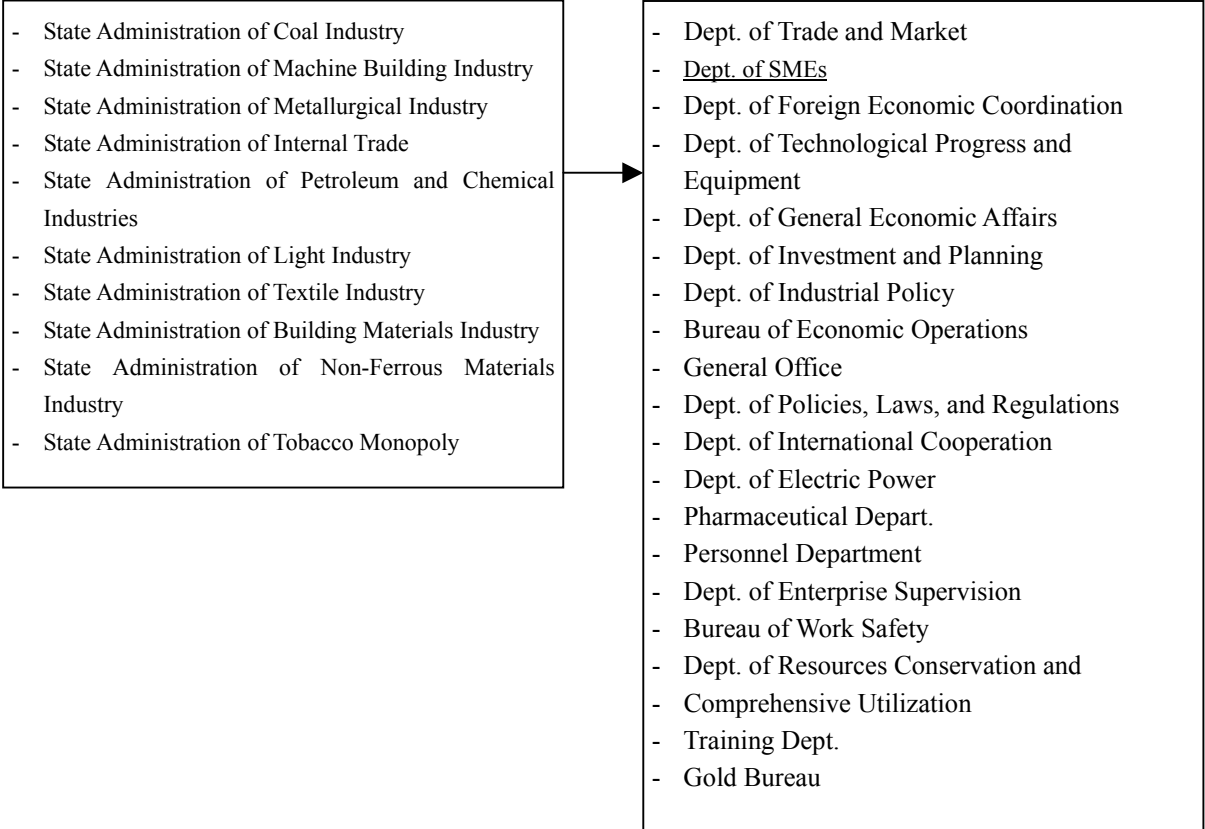 - State Administration of Coal Industry
- State Administration of Machine Building Industry
- State Administration of Metallurgical Industry
- State Administration of Internal Trade
- State Administration of Petroleum and Chemical
Industries
- State Administration of Light Industry
- State Administration of Textile Industry
- State Administration of Building Materials Industry
- State Administration of Non-Ferrous Materials
Industry
- State Administration of Tobacco Monopoly
- Dept. of Trade and Market
- Dept. of SMEs
- Dept. of Foreign Economic Coordination
- Dept. of Technological Progress and
Equipment
- Dept. of General Economic Affairs
- Dept. of Investment and Planning
- Dept. of Industrial Policy
- Bureau of Economic Operations
- General Office
- Dept. of Policies, Laws, and Regulations
- Dept. of International Cooperation
- Dept. of Electric Power
- Pharmaceutical Depart.
- Personnel Department
- Dept. of Enterprise Supervision
- Bureau of Work Safety
- Dept. of Resources Conservation and
- Comprehensive Utilization
- Training Dept.
- Gold Bureau